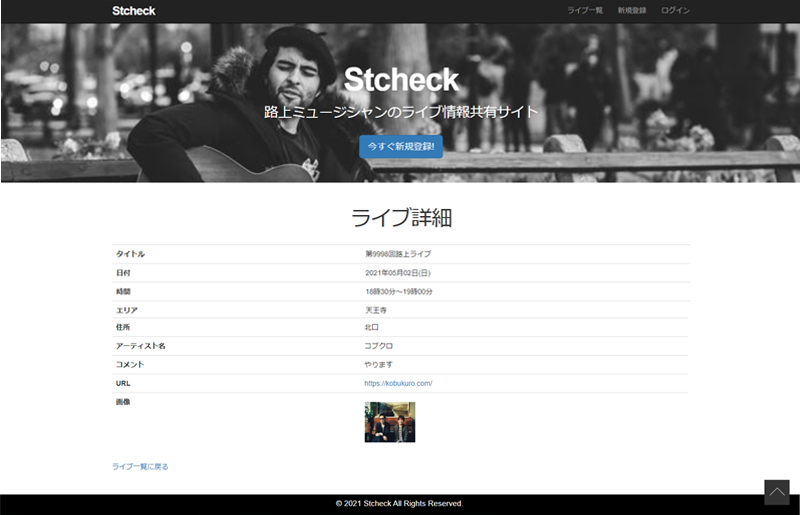 Stcheck
ライブ一覧 新規登録 ログイン
Stcheck
路上ミュージシャンのライブ情報共有サイト
今すぐ新規登録!
ライブ詳細
タイトル 第9998回路上ライブ
日付 2021年05月02日(日)
時間 18時30分〜19時00分
エリア 天王寺
住所 北口
アーティスト名 コブクロ
コメント やります
URL https://kobukuro.com/
画像
ライブ一覧に戻る
© 2021 Stcheck All Rights Reserved.